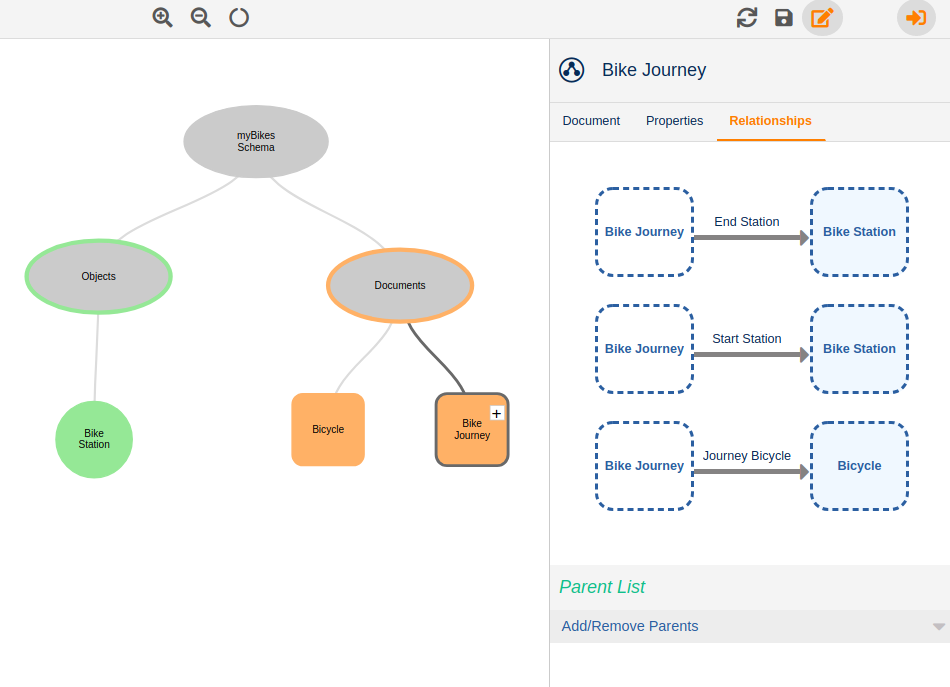 myBikes
Schema
Objects
Documents
Bike
Station
Bicycle
Bike
Journey
+
Bike Journey
Document Properties Relationships
Bike Journey End Station Bike Station
Bike Journey Start Station Bike Station
Bike Journey Journey Bicycle Bicycle
Parent List
Add/Remove Parents